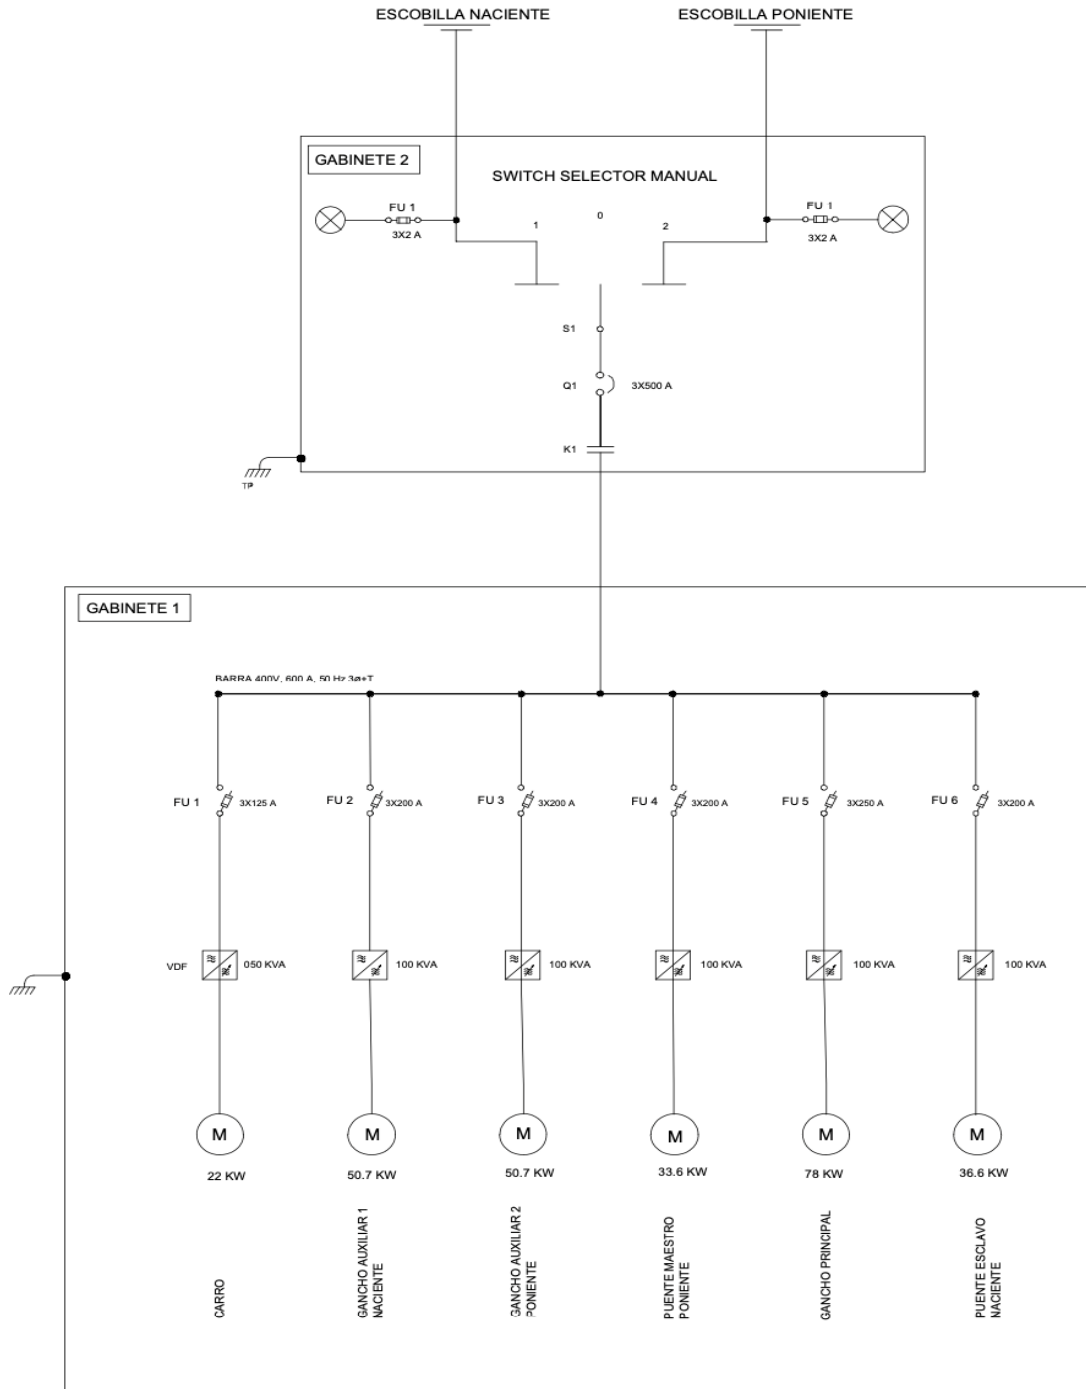 ESCOBILLA NACIENTE
ESCOBILLA PONIENTE
GABINETE 2
SWITCH SELECTOR MANUAL
FU 1
3X2 A
1
0
2
FU 1
3X2 A
S1
Q1
3X500 A
K1
TP
GABINETE 1
BARRA 400V, 600 A, 50 Hz 3ø+T
FU 1
3X125 A
FU 2
3X200 A
FU 3
3X200 A
FU 4
3X200 A
FU 5
3X250 A
FU 6
3X200 A
VDF
050 KVA
100 KVA
100 KVA
100 KVA
100 KVA
100 KVA
M
M
M
M
M
M
22 KW
50.7 KW
50.7 KW
33.6 KW
78 KW
36.6 KW
CARRO
GANCHO AUXILIAR 1
NACIENTE
GANCHO AUXILIAR 2
PONIENTE
PUENTE MAESTRO
PONIENTE
GANCHO PRINCIPAL
PUENTE ESCLAVO
NACIENTE